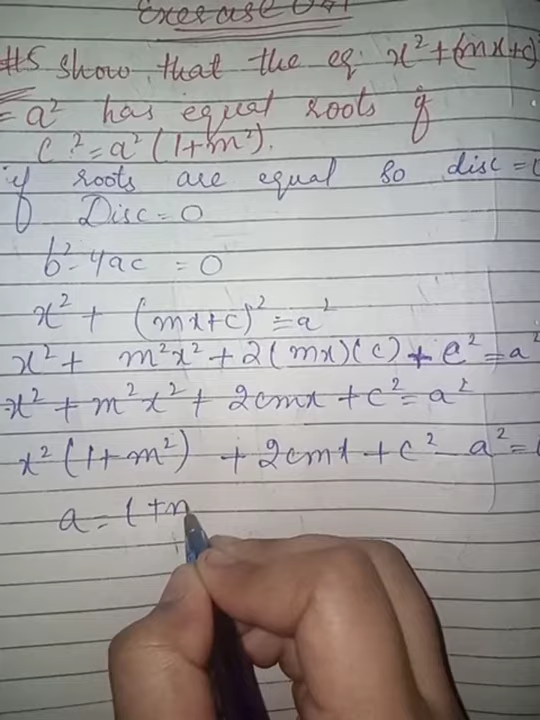 Exercise
#5 show that the eq. x² + (mx+c)
= a² has equal roots if
c² = a²(1+m²).
if roots are equal so disc = 0
Disc = 0
b² - 4ac = 0
x² + (mx+c)² = a²
x² + m²x² + 2(mx)(c) + c² = a²
x² + m²x² + 2cmx + c² = a²
x²(1+m²) + 2cmx + c² - a² = 0
a = (1+m